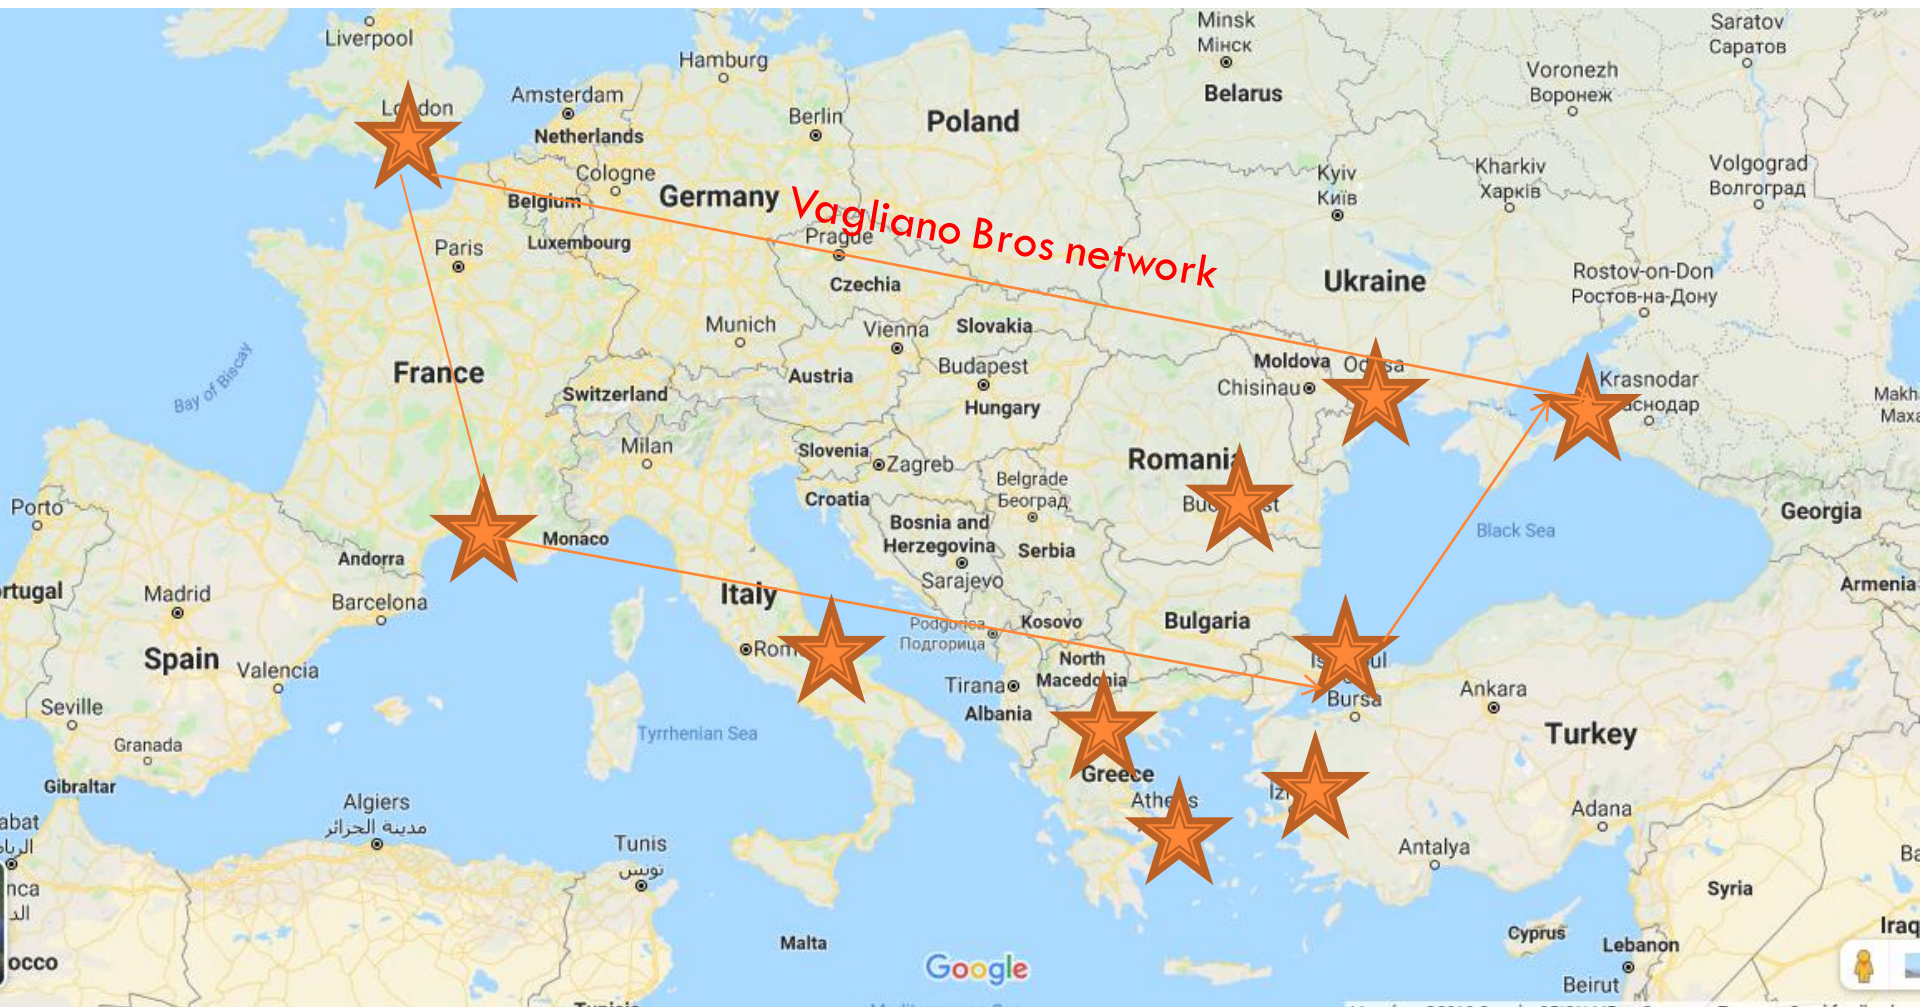 Liverpool
London
Hamburg
Amsterdam
Netherlands
Berlin
Poland
Minsk
Мінск
Belarus
Voronezh
Воронеж
Saratov
Саратов
Cologne
Belgium
Germany
Luxembourg
Paris
Vagliano Bros network
Prague
Czechia
Kyiv
Київ
Kharkiv
Харків
Volgograd
Волгоград
Ukraine
Rostov-on-Don
Ростов-на-Дону
Bay of Biscay
France
Munich
Vienna
Slovakia
Switzerland
Austria
Budapest
Hungary
Moldova
Chisinau
Krasnodar
Milan
Slovenia
Zagreb
Croatia
Romania
Belgrade
Београд
Bosnia and
Herzegovina
Sarajevo
Serbia
Black Sea
Georgia
Armenia
Porto
Andorra
Monaco
Madrid
Barcelona
Spain
Valencia
Italy
Podgorica
Подгорица
Kosovo
Bulgaria
North
Macedonia
Tirana
Albania
Bursa
Ankara
Turkey
Seville
Granada
Gibraltar
Tyrrhenian Sea
Greece
Athens
Antalya
Adana
Algiers
مدينة الجزائر
Tunis
تونس
Malta
Google
Cyprus
Lebanon
Beirut
Syria
Iraq